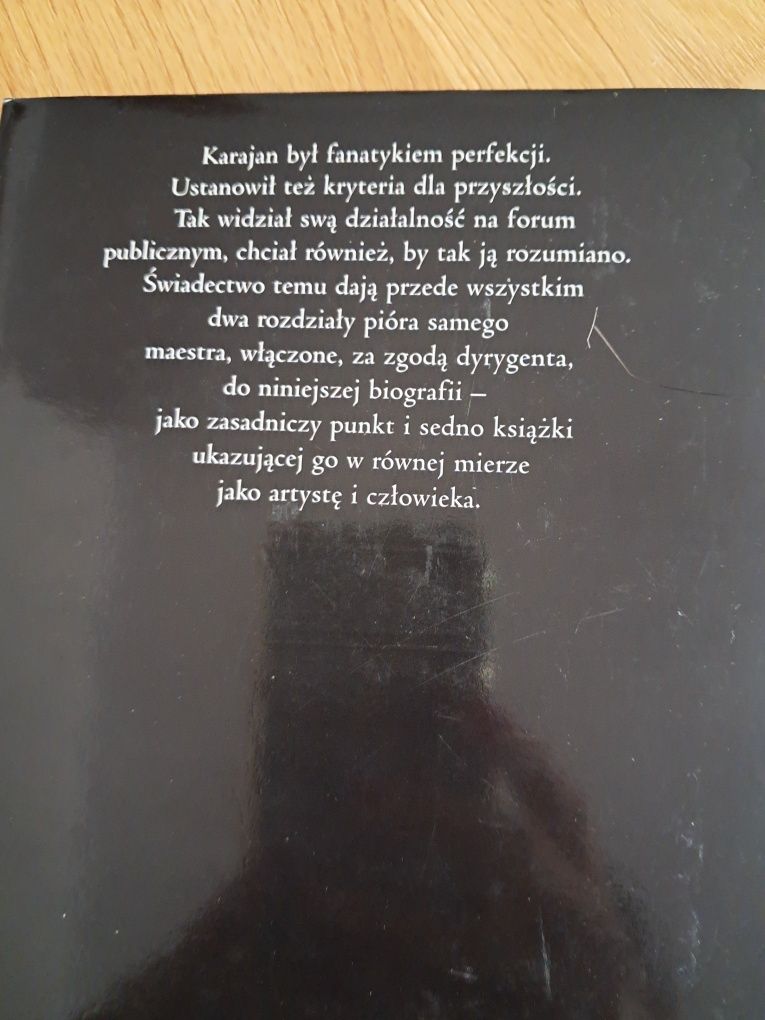 Karajan był fanatykiem perfekcji.
Ustanowił też kryteria dla przyszłości.
Tak widział swą działalność na forum
publicznym, chciał również, by tak ją rozumiano.
Świadectwo temu dają przede wszystkim
dwa rozdziały pióra samego
maestra, włączone, za zgodą dyrygenta,
do niniejszej biografii –
jako zasadniczy punkt i sedno książki
ukazującej go w równej mierze
jako artystę i człowieka.